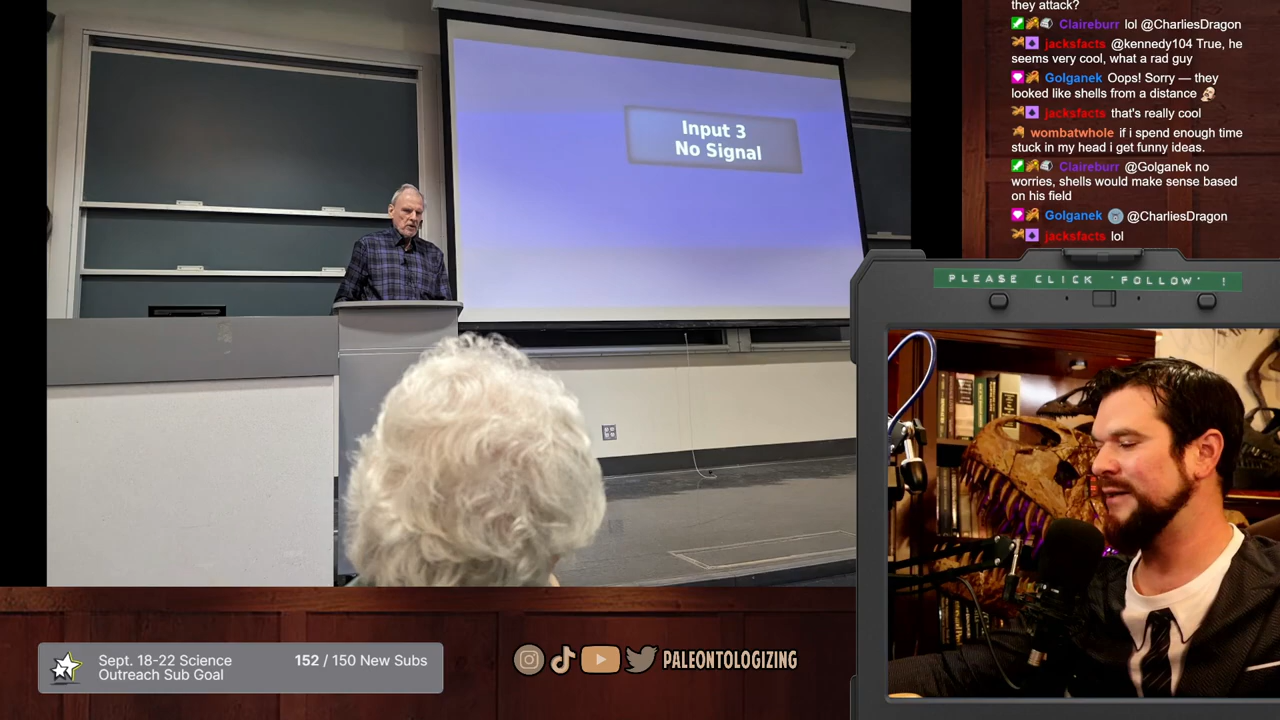 they attack?
Claireburr lol @CharliesDragon
jacksfacts @kennedy104 True, he
seems very cool, what a rad guy
Golganek Oops! Sorry — they
looked like shells from a distance
jacksfacts that's really cool
wombatwhole if i spend enough time
stuck in my head i get funny ideas.
Claireburr @Golganek no
worries, shells would make sense based
on his field
Golganek @CharliesDragon
jacksfacts lol
Input 3
No Signal
PLEASE CLICK 'FOLLOW' !
Sept. 18-22 Science
Outreach Sub Goal
152 / 150 New Subs
PALEONTOLOGIZING